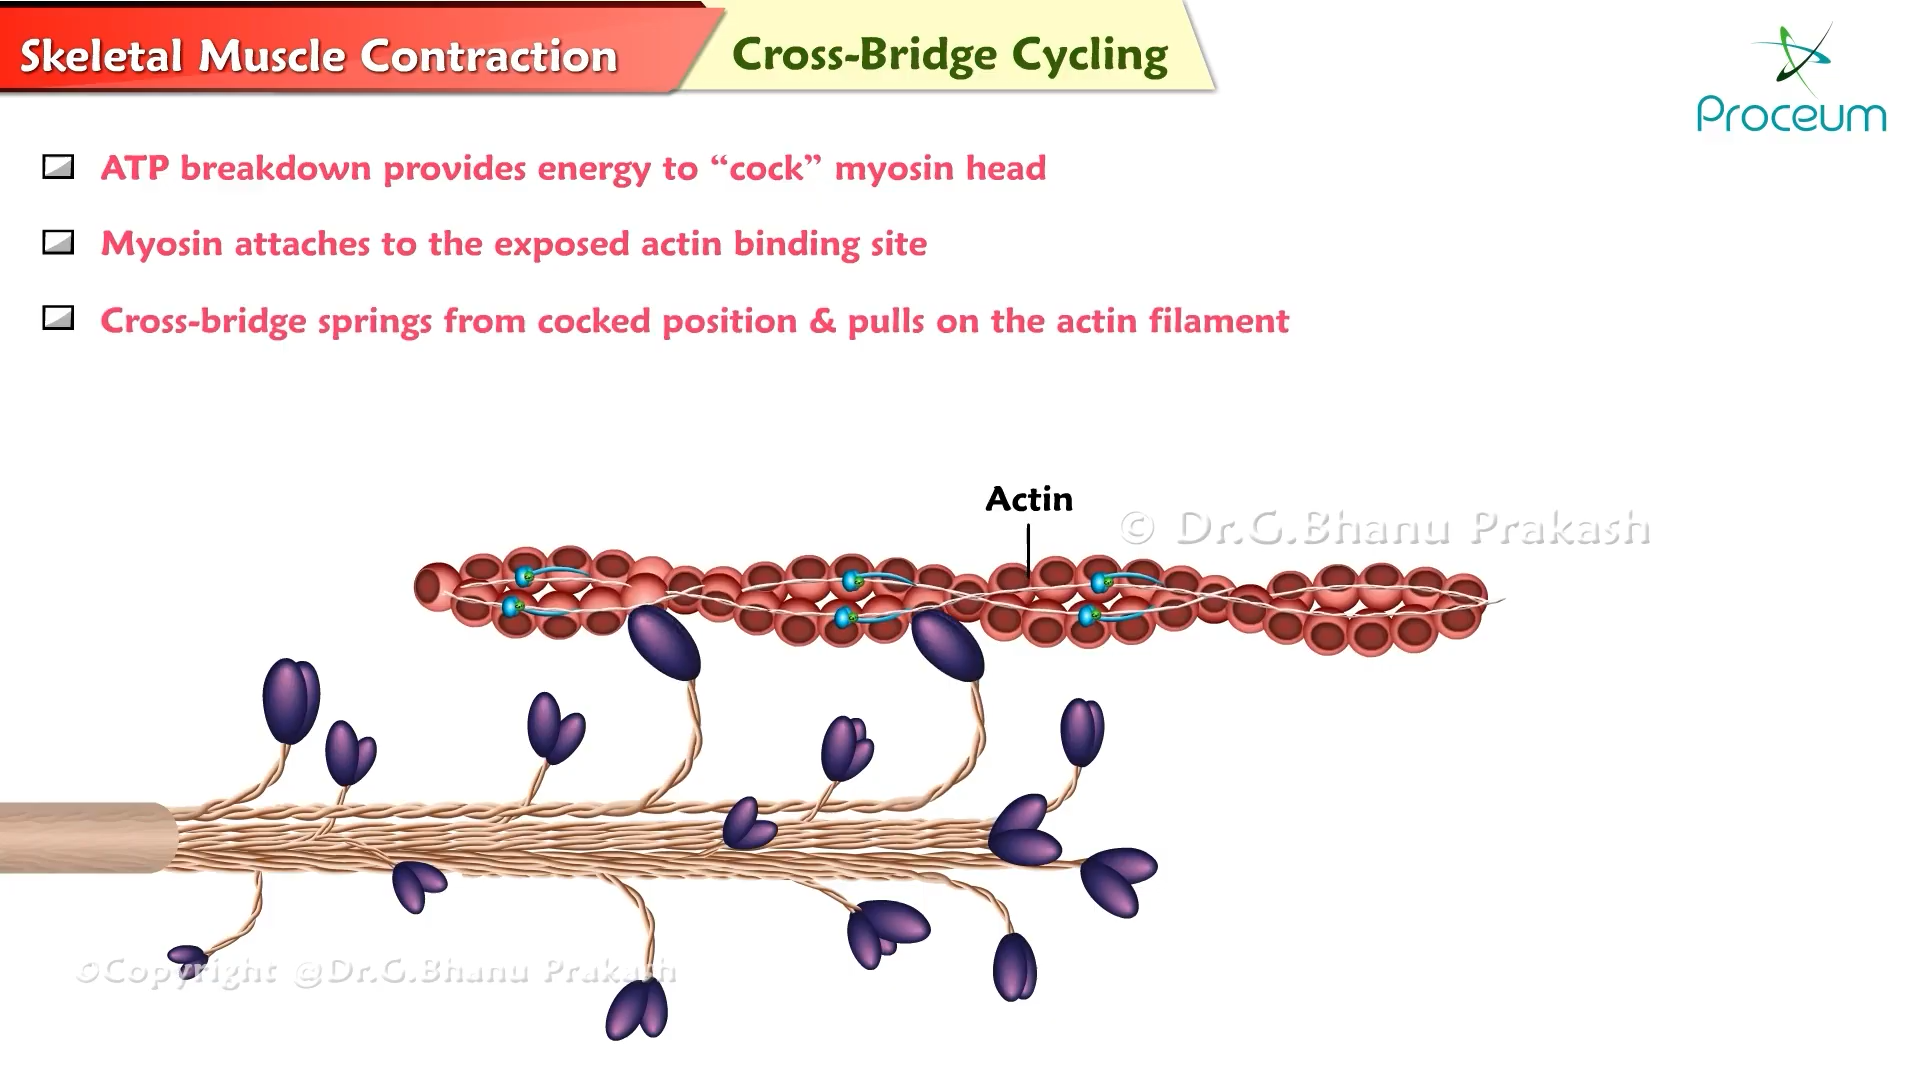 Skeletal Muscle Contraction
Cross-Bridge Cycling
Proceum
ATP breakdown provides energy to “cock” myosin head
Myosin attaches to the exposed actin binding site
Cross-bridge springs from cocked position & pulls on the actin filament
Actin
© Dr.G.Bhanu Prakash
©Copyright @Dr.G.Bhanu Prakash